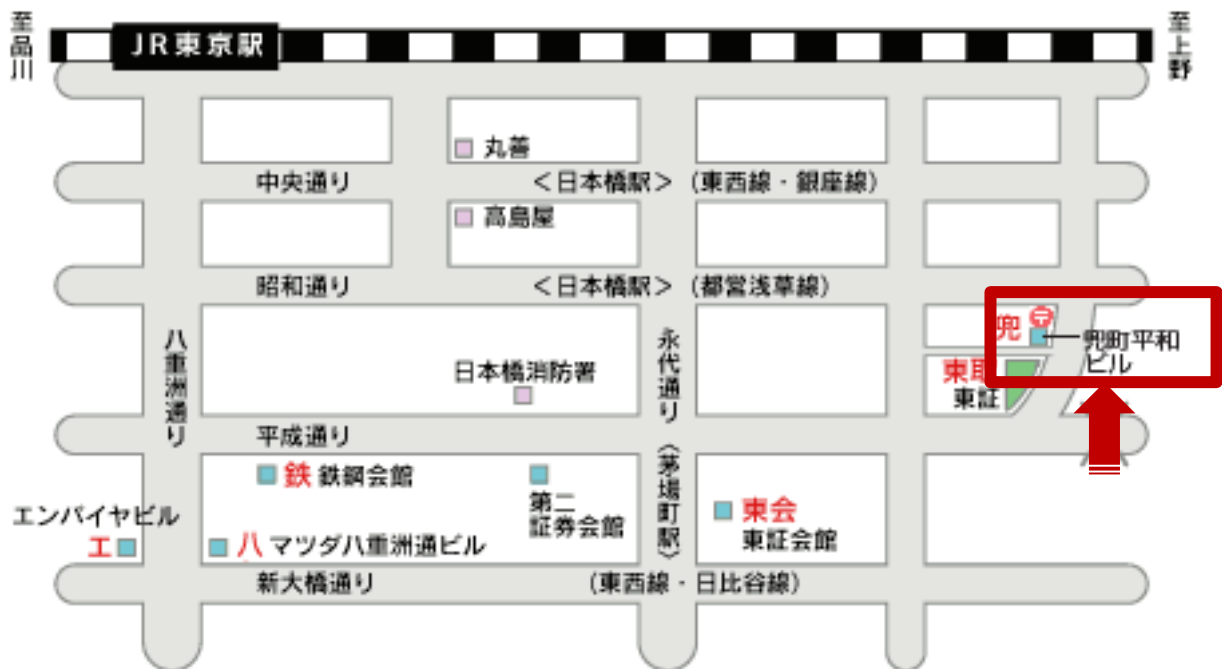 至品川
JR東京駅
至上野
丸善
中央通り
＜日本橋駅＞（東西線・銀座線）
高島屋
昭和通り
＜日本橋駅＞（都営浅草線）
八重洲通り
永代通り
〈茅場町駅〉
兜
〒
兜町平和
ビル
日本橋消防署
東取
東証
平成通り
鉄 鉄鋼会館
第二
証券会館
東会
東証会館
エンパイヤビル
エ
八 マツダ八重洲通ビル
新大橋通り
（東西線・日比谷線）